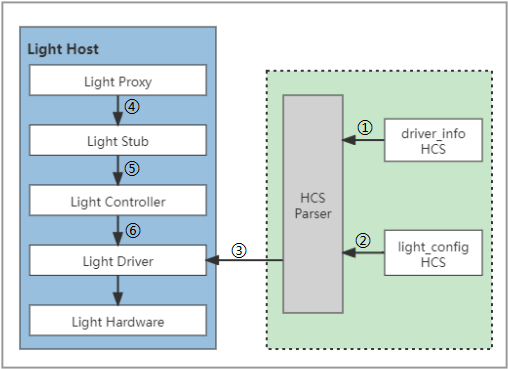 Light Host
Light Proxy
④
Light Stub
⑤
Light Controller
⑥
Light Driver
Light Hardware
①
driver_info
HCS
HCS
Parser
②
light_config
HCS
③